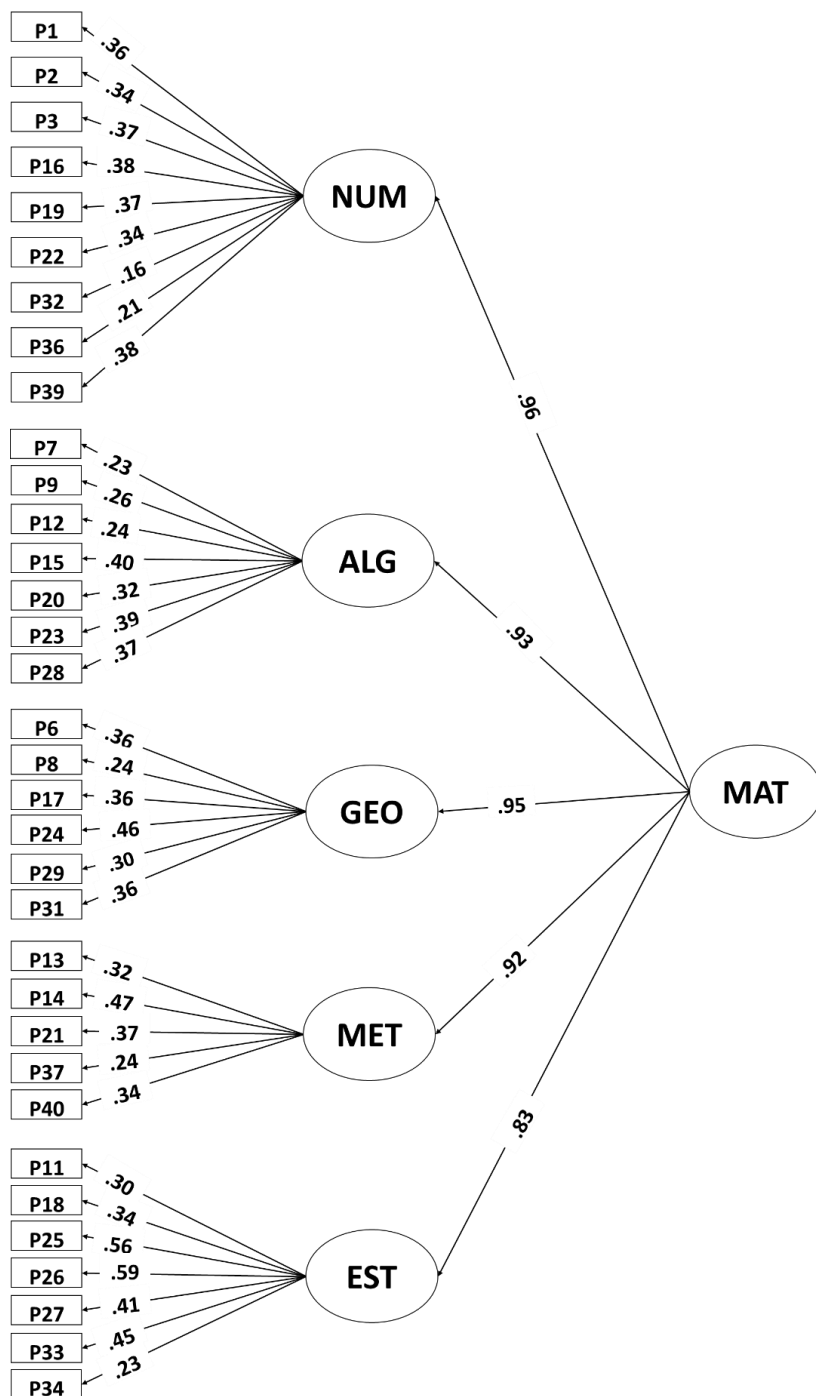 P1 .36
P2 .34
P3 .37
P16 .38
P19 .37
P22 .34
P32 .16
P36 .21
P39 .38
NUM
.96
P7 .23
P9 .26
P12 .24
P15 .40
P20 .32
P23 .39
P28 .37
ALG
.93
P6 .36
P8 .24
P17 .36
P24 .46
P29 .30
P31 .36
GEO
.95
MAT
P13 .32
P14 .47
P21 .37
P37 .24
P40 .34
MET
.92
P11 .30
P18 .34
P25 .56
P26 .59
P27 .41
P33 .45
P34 .23
EST
.83